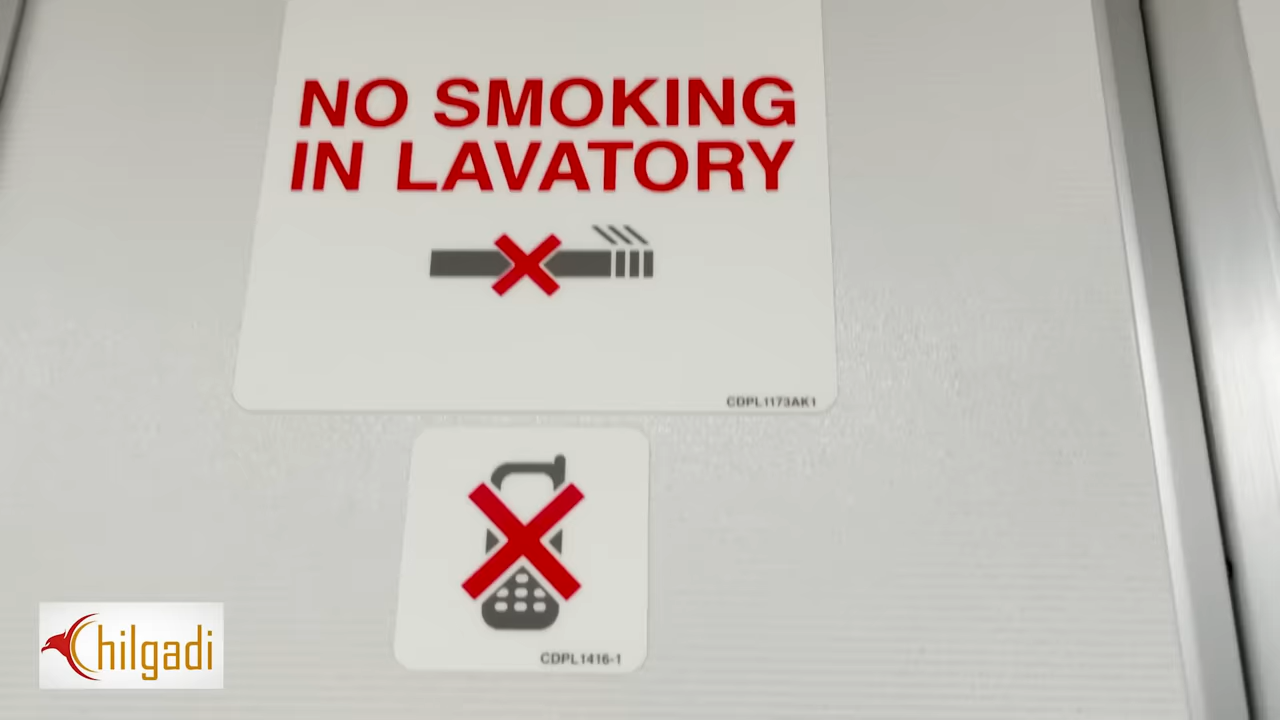 NO SMOKING
IN LAVATORY
CDPL1173AK1
CDPL1416-1
Chilgadi